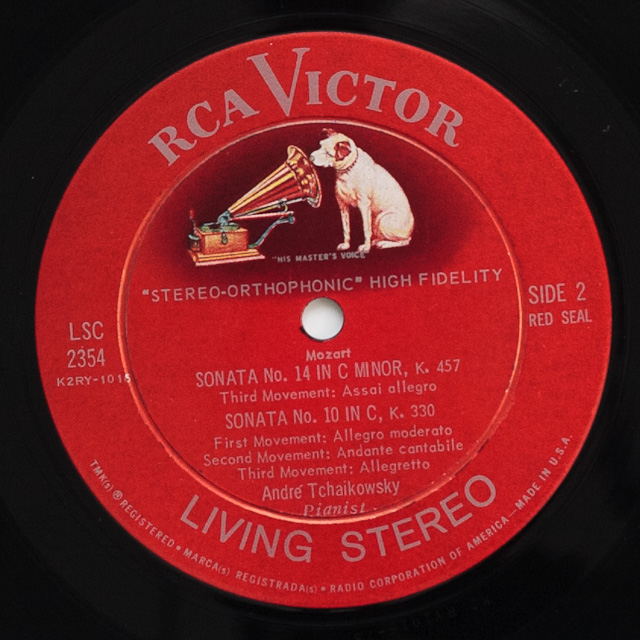 RCA VICTOR
"HIS MASTER'S VOICE"
"STEREO-ORTHOPHONIC" HIGH FIDELITY
SIDE 2
RED SEAL
LSC
2354
K2RY-1015
Mozart
SONATA No. 14 IN C MINOR, K. 457
Third Movement: Assai allegro
SONATA No. 10 IN C, K. 330
First Movement: Allegro moderato
Second Movement: Andante cantabile
Third Movement: Allegretto
André Tchaikowsky
Pianist
LIVING STEREO
TMK(s) ® REGISTERED • MARCA(s) REGISTRADA(s) • RADIO CORPORATION OF AMERICA—MADE IN U.S.A.